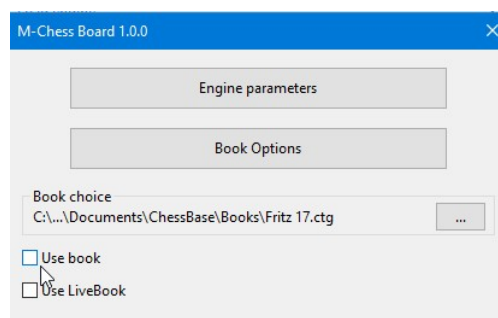 M-Chess Board 1.0.0
Engine parameters
Book Options
Book choice
C:\...\Documents\ChessBase\Books\Fritz 17.ctg
...
Use book
Use LiveBook